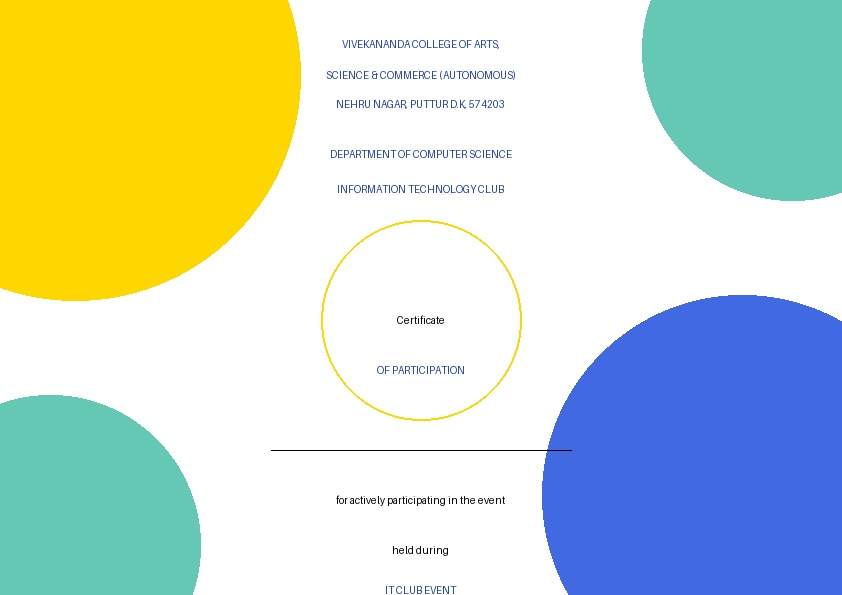 VIVEKANANDA COLLEGE OF ARTS,
SCIENCE & COMMERCE (AUTONOMOUS)
NEHRU NAGAR, PUTTUR D.K, 574203
DEPARTMENT OF COMPUTER SCIENCE
INFORMATION TECHNOLOGY CLUB
Certificate
OF PARTICIPATION
for actively participating in the event
held during
IT CLUB EVENT